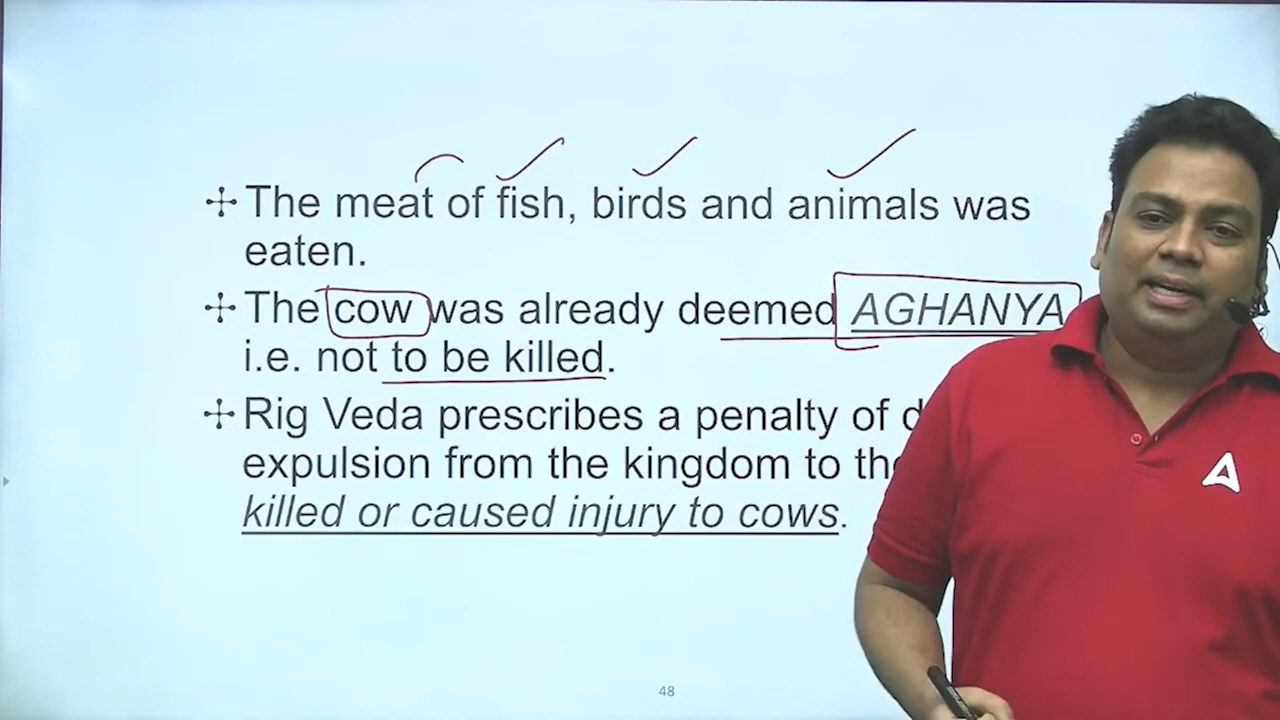 The meat of fish, birds and animals was
eaten.
The cow was already deemed AGHANYA
i.e. not to be killed.
Rig Veda prescribes a penalty of
expulsion from the kingdom to
killed or caused injury to cows.
48